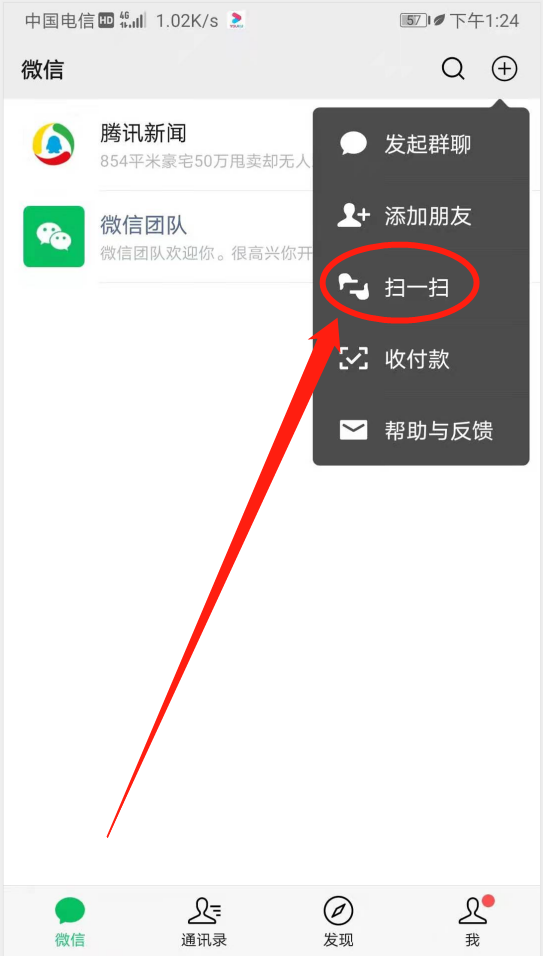 中国电信 HD 4G 1.02K/s YOUKU 57 下午1:24
微信
腾讯新闻
854平米豪宅50万甩卖却无人
微信团队
微信团队欢迎你。很高兴你开
发起群聊
添加朋友
扫一扫
收付款
帮助与反馈
微信
通讯录
发现
我